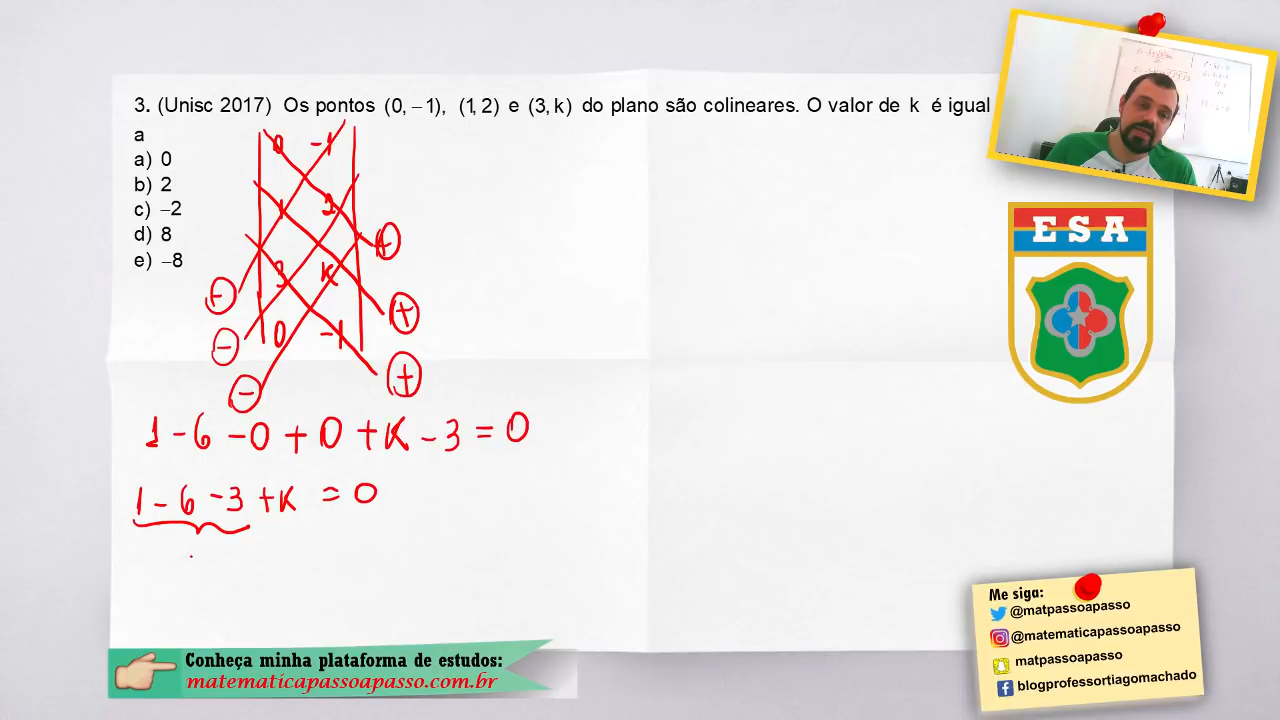 3. (Unisc 2017) Os pontos (0, −1), (1, 2) e (3, k) do plano são colineares. O valor de k é igual
a
a) 0
b) 2
c) −2
d) 8
e) −8
0 -1
1 2
3 K
0 -1
+
+
+
-
-
-
1 - 6 - 0 + 0 + K - 3 = 0
1 - 6 - 3 + K = 0
ESA
Me siga:
@matpassoapasso
@matematicapassoapasso
matpassoapasso
blogprofessortiagomachado
Conheça minha plataforma de estudos:
matematicapassoapasso.com.br